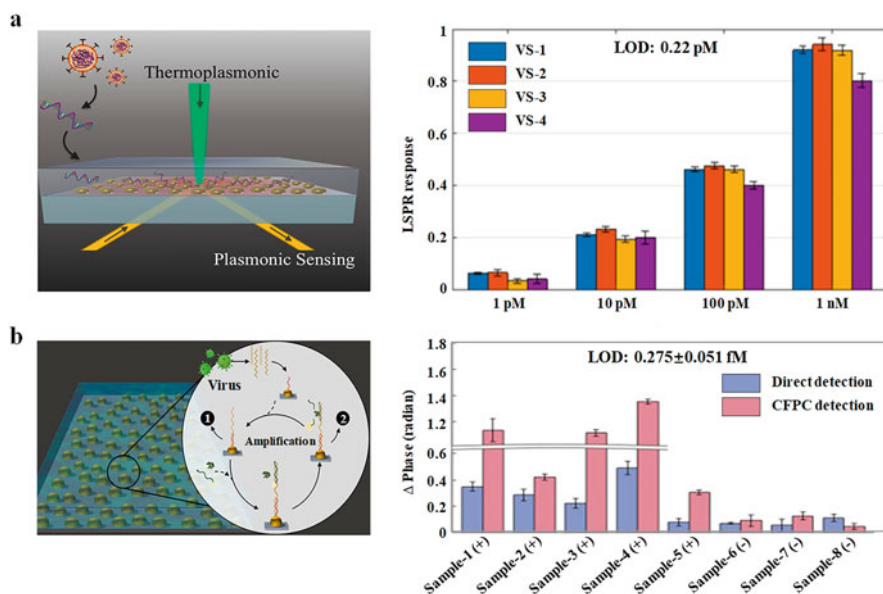 a
Thermoplasmonic
Plasmonic Sensing
VS-1
VS-2
VS-3
VS-4
LOD: 0.22 pM
LSPR response
1
0.8
0.6
0.4
0.2
0
1 pM
10 pM
100 pM
1 nM
b
Virus
1
2
Amplification
LOD: 0.275±0.051 fM
Direct detection
CFPC detection
Δ Phase (radian)
1.8
1.6
1.4
1.2
0.6
0.4
0.2
0
Sample-1 (+)
Sample-2 (+)
Sample-3 (+)
Sample-4 (+)
Sample-5 (+)
Sample-6 (-)
Sample-7 (-)
Sample-8 (-)